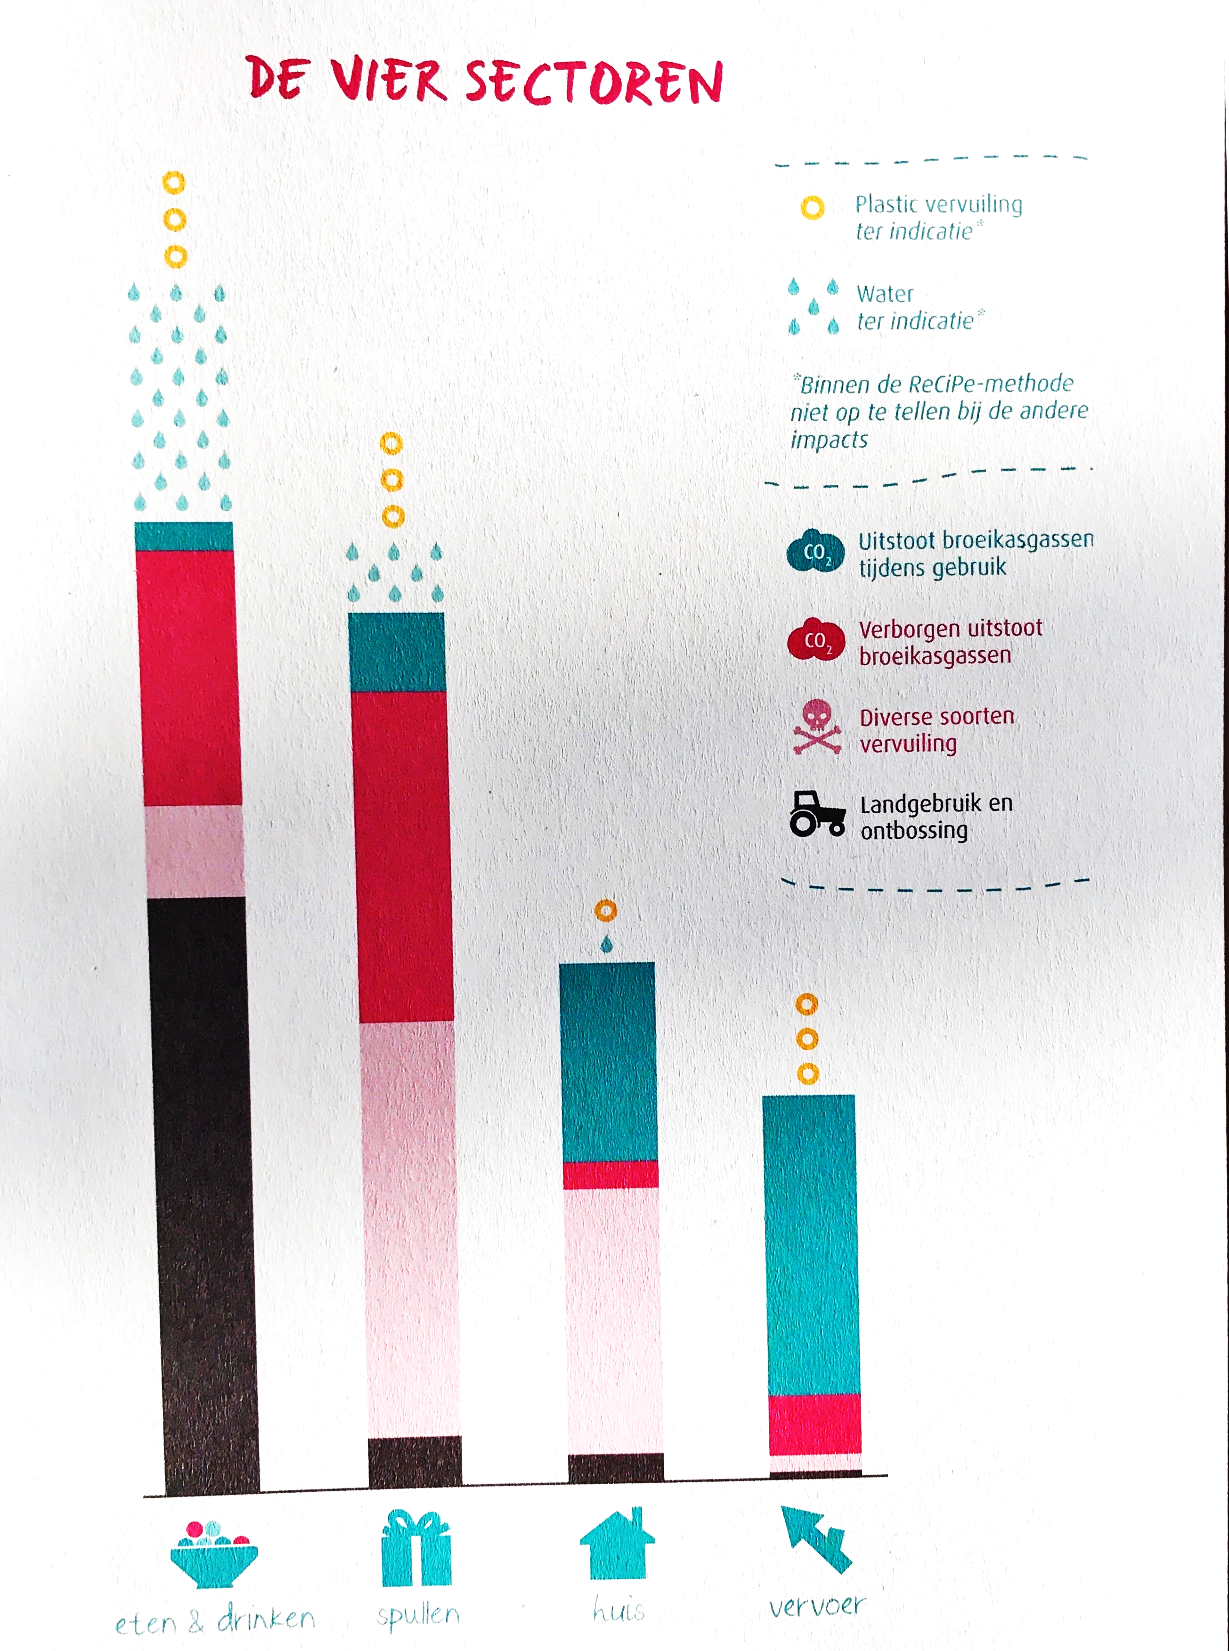 DE VIER SECTOREN
Plastic vervuiling
ter indicatie*
Water
ter indicatie*
*Binnen de ReCiPe-methode
niet op te tellen bij de andere
impacts
CO2
Uitstoot broeikasgassen
tijdens gebruik
CO2
Verborgen uitstoot
broeikasgassen
Diverse soorten
vervuiling
Landgebruik en
ontbossing
eten & drinken
spullen
huis
vervoer